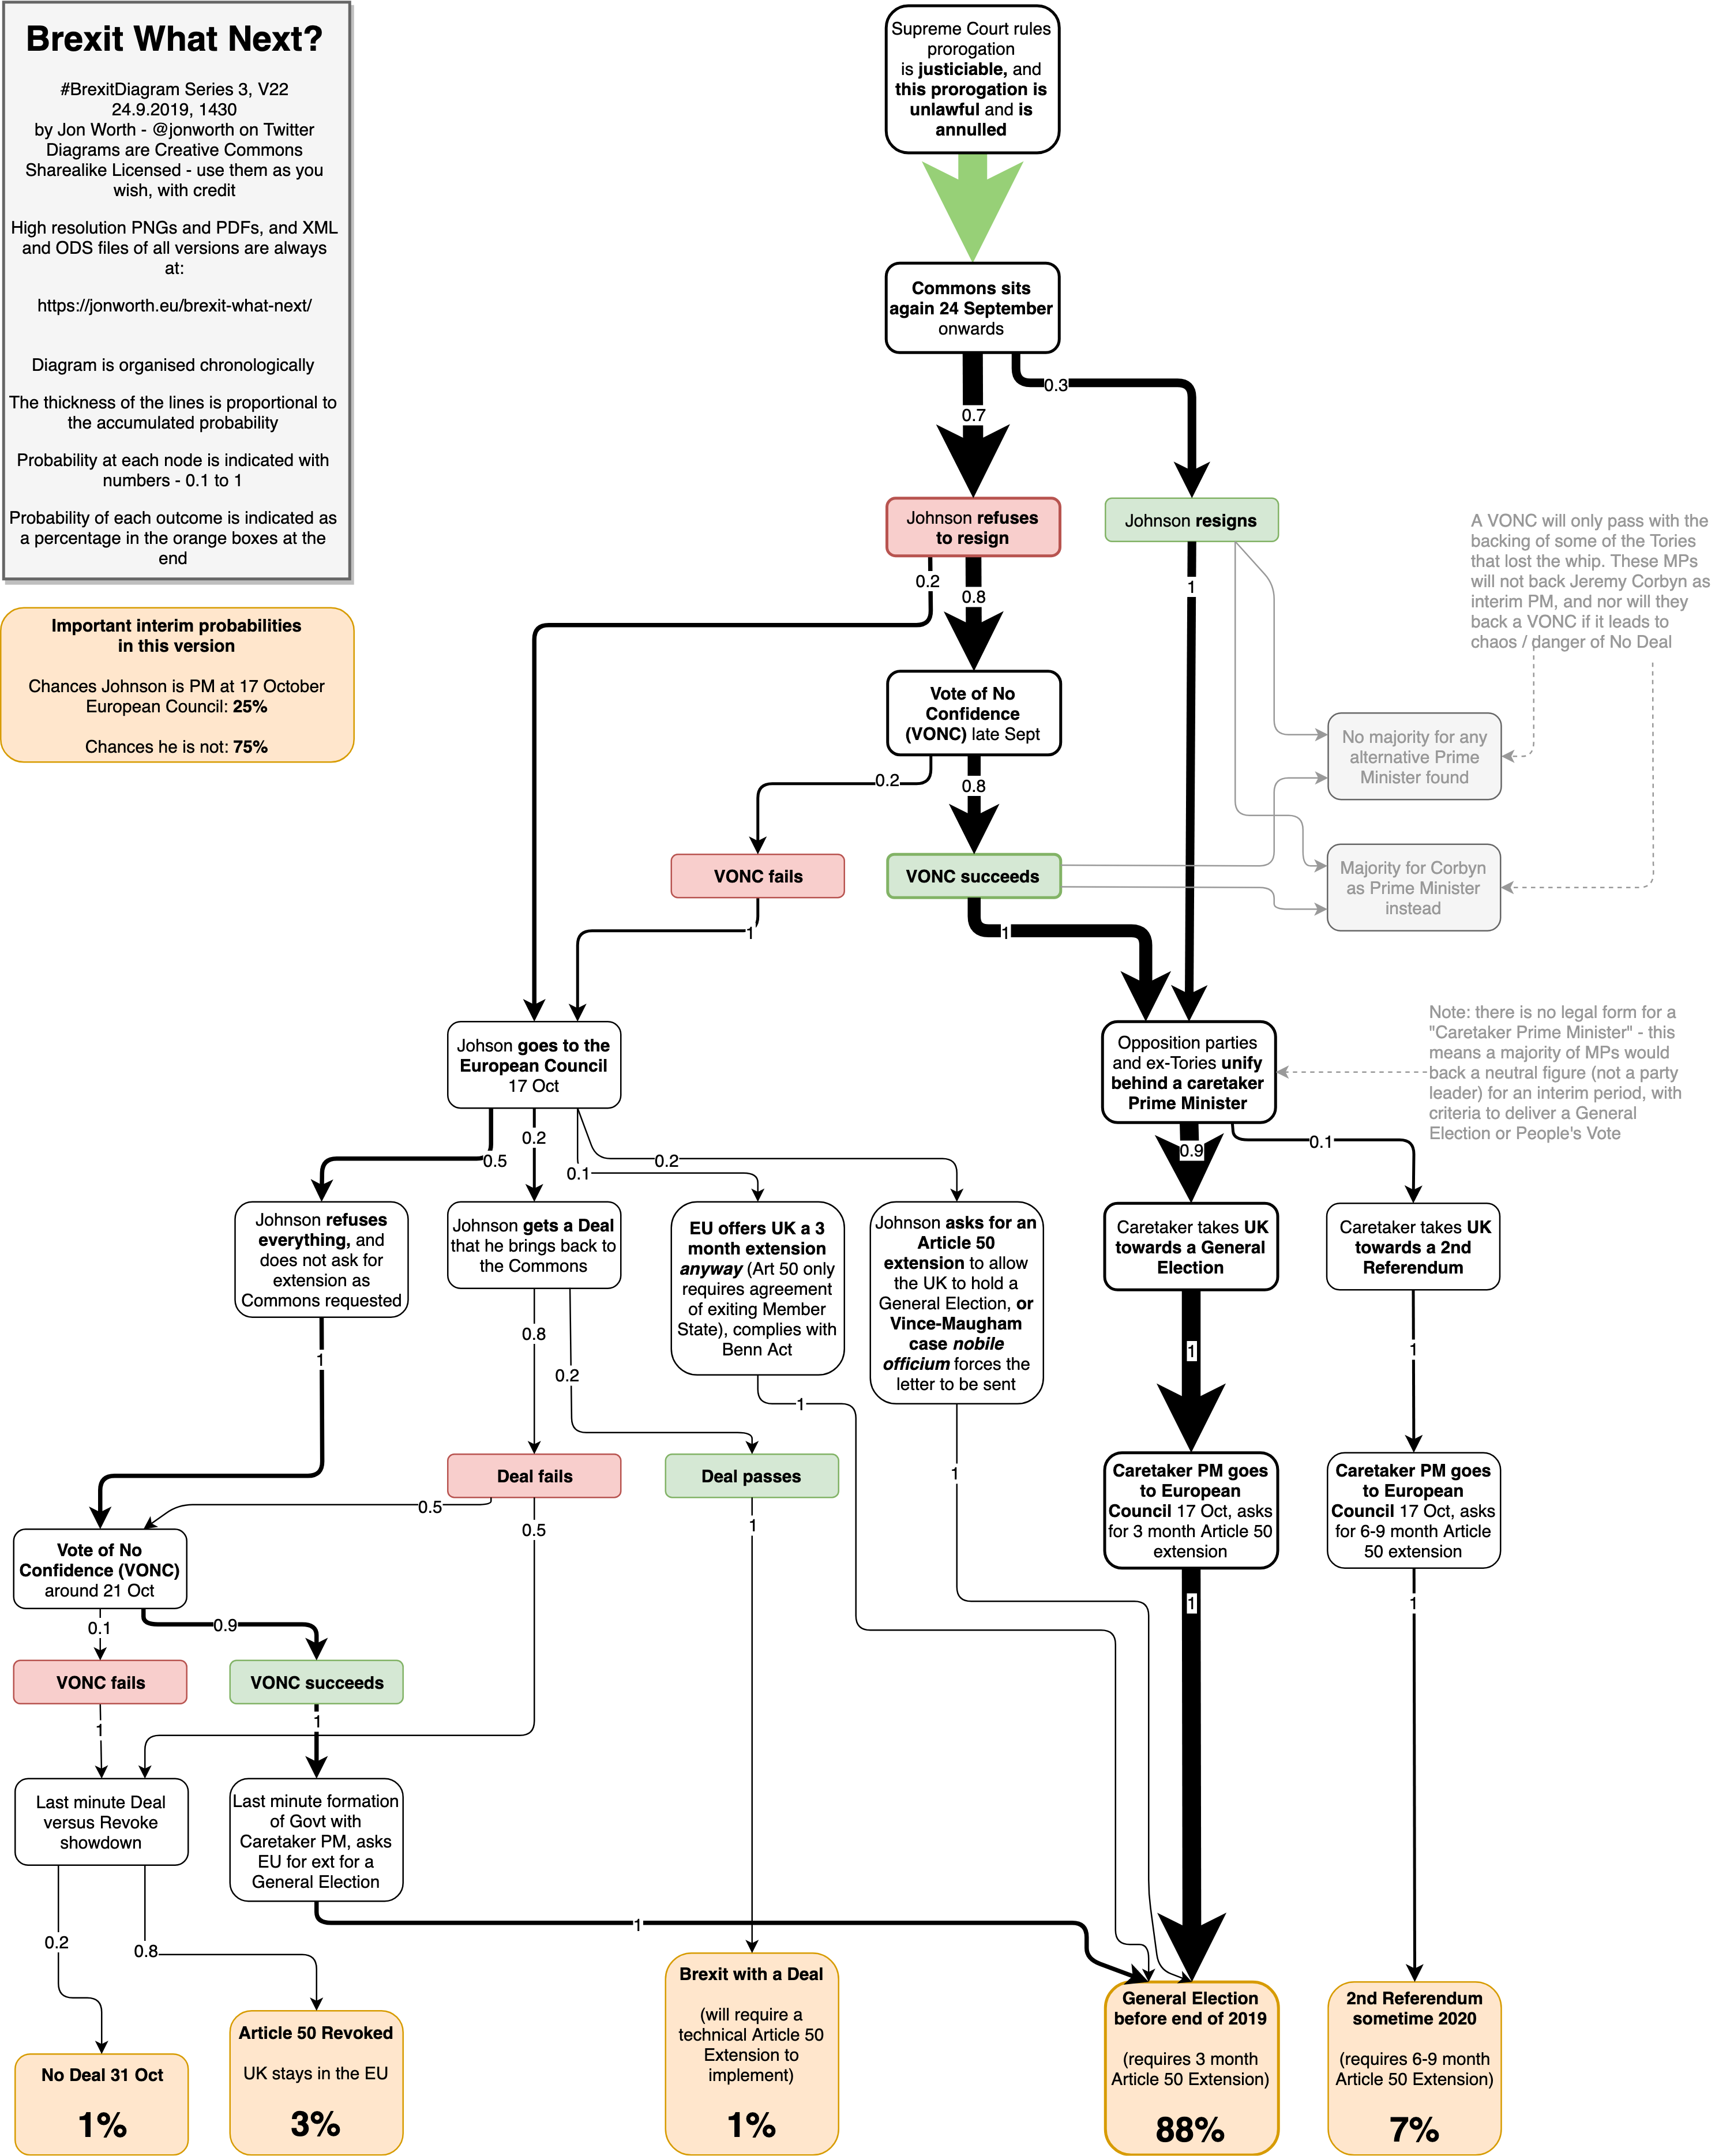 Brexit What Next?
#BrexitDiagram Series 3, V22
24.9.2019, 1430
by Jon Worth - @jonworth on Twitter
Diagrams are Creative Commons
Sharealike Licensed - use them as you
wish, with credit
High resolution PNGs and PDFs, and XML
and ODS files of all versions are always
at:
https://jonworth.eu/brexit-what-next/
Diagram is organised chronologically
The thickness of the lines is proportional to
the accumulated probability
Probability at each node is indicated with
numbers - 0.1 to 1
Probability of each outcome is indicated as
a percentage in the orange boxes at the
end
Important interim probabilities
in this version
Chances Johnson is PM at 17 October
European Council: 25%
Chances he is not: 75%
Supreme Court rules
prorogation
is justiciable, and
this prorogation is
unlawful and is
annulled
Commons sits
again 24 September
onwards
0.3
0.7
Johnson refuses
to resign
Johnson resigns
A VONC will only pass with the
backing of some of the Tories
that lost the whip. These MPs
will not back Jeremy Corbyn as
interim PM, and nor will they
back a VONC if it leads to
chaos / danger of No Deal
0.2
0.8
1
Vote of No
Confidence
(VONC) late Sept
No majority for any
alternative Prime
Minister found
0.2
0.8
VONC fails
VONC succeeds
Majority for Corbyn
as Prime Minister
instead
1
1
Johson goes to the
European Council
17 Oct
Opposition parties
and ex-Tories unify
behind a caretaker
Prime Minister
Note: there is no legal form for a
"Caretaker Prime Minister" - this
means a majority of MPs would
back a neutral figure (not a party
leader) for an interim period, with
criteria to deliver a General
Election or People's Vote
0.5
0.2
0.1
0.2
0.9
0.1
Johnson refuses
everything, and
does not ask for
extension as
Commons requested
Johnson gets a Deal
that he brings back to
the Commons
EU offers UK a 3
month extension
anyway (Art 50 only
requires agreement
of exiting Member
State), complies with
Benn Act
Johnson asks for an
Article 50
extension to allow
the UK to hold a
General Election, or
Vince-Maugham
case nobile
officium forces the
letter to be sent
Caretaker takes UK
towards a General
Election
Caretaker takes UK
towards a 2nd
Referendum
1
0.8
0.2
1
1
1
1
Deal fails
Deal passes
Caretaker PM goes
to European
Council 17 Oct, asks
for 3 month Article 50
extension
Caretaker PM goes
to European
Council 17 Oct, asks
for 6-9 month Article
50 extension
0.5
0.5
1
1
1
Vote of No
Confidence (VONC)
around 21 Oct
0.1
0.9
VONC fails
VONC succeeds
1
1
Last minute Deal
versus Revoke
showdown
Last minute formation
of Govt with
Caretaker PM, asks
EU for ext for a
General Election
0.2
0.8
1
No Deal 31 Oct
1%
Article 50 Revoked
UK stays in the EU
3%
Brexit with a Deal
(will require a
technical Article 50
Extension to
implement)
1%
General Election
before end of 2019
(requires 3 month
Article 50 Extension)
88%
2nd Referendum
sometime 2020
(requires 6-9 month
Article 50 Extension)
7%